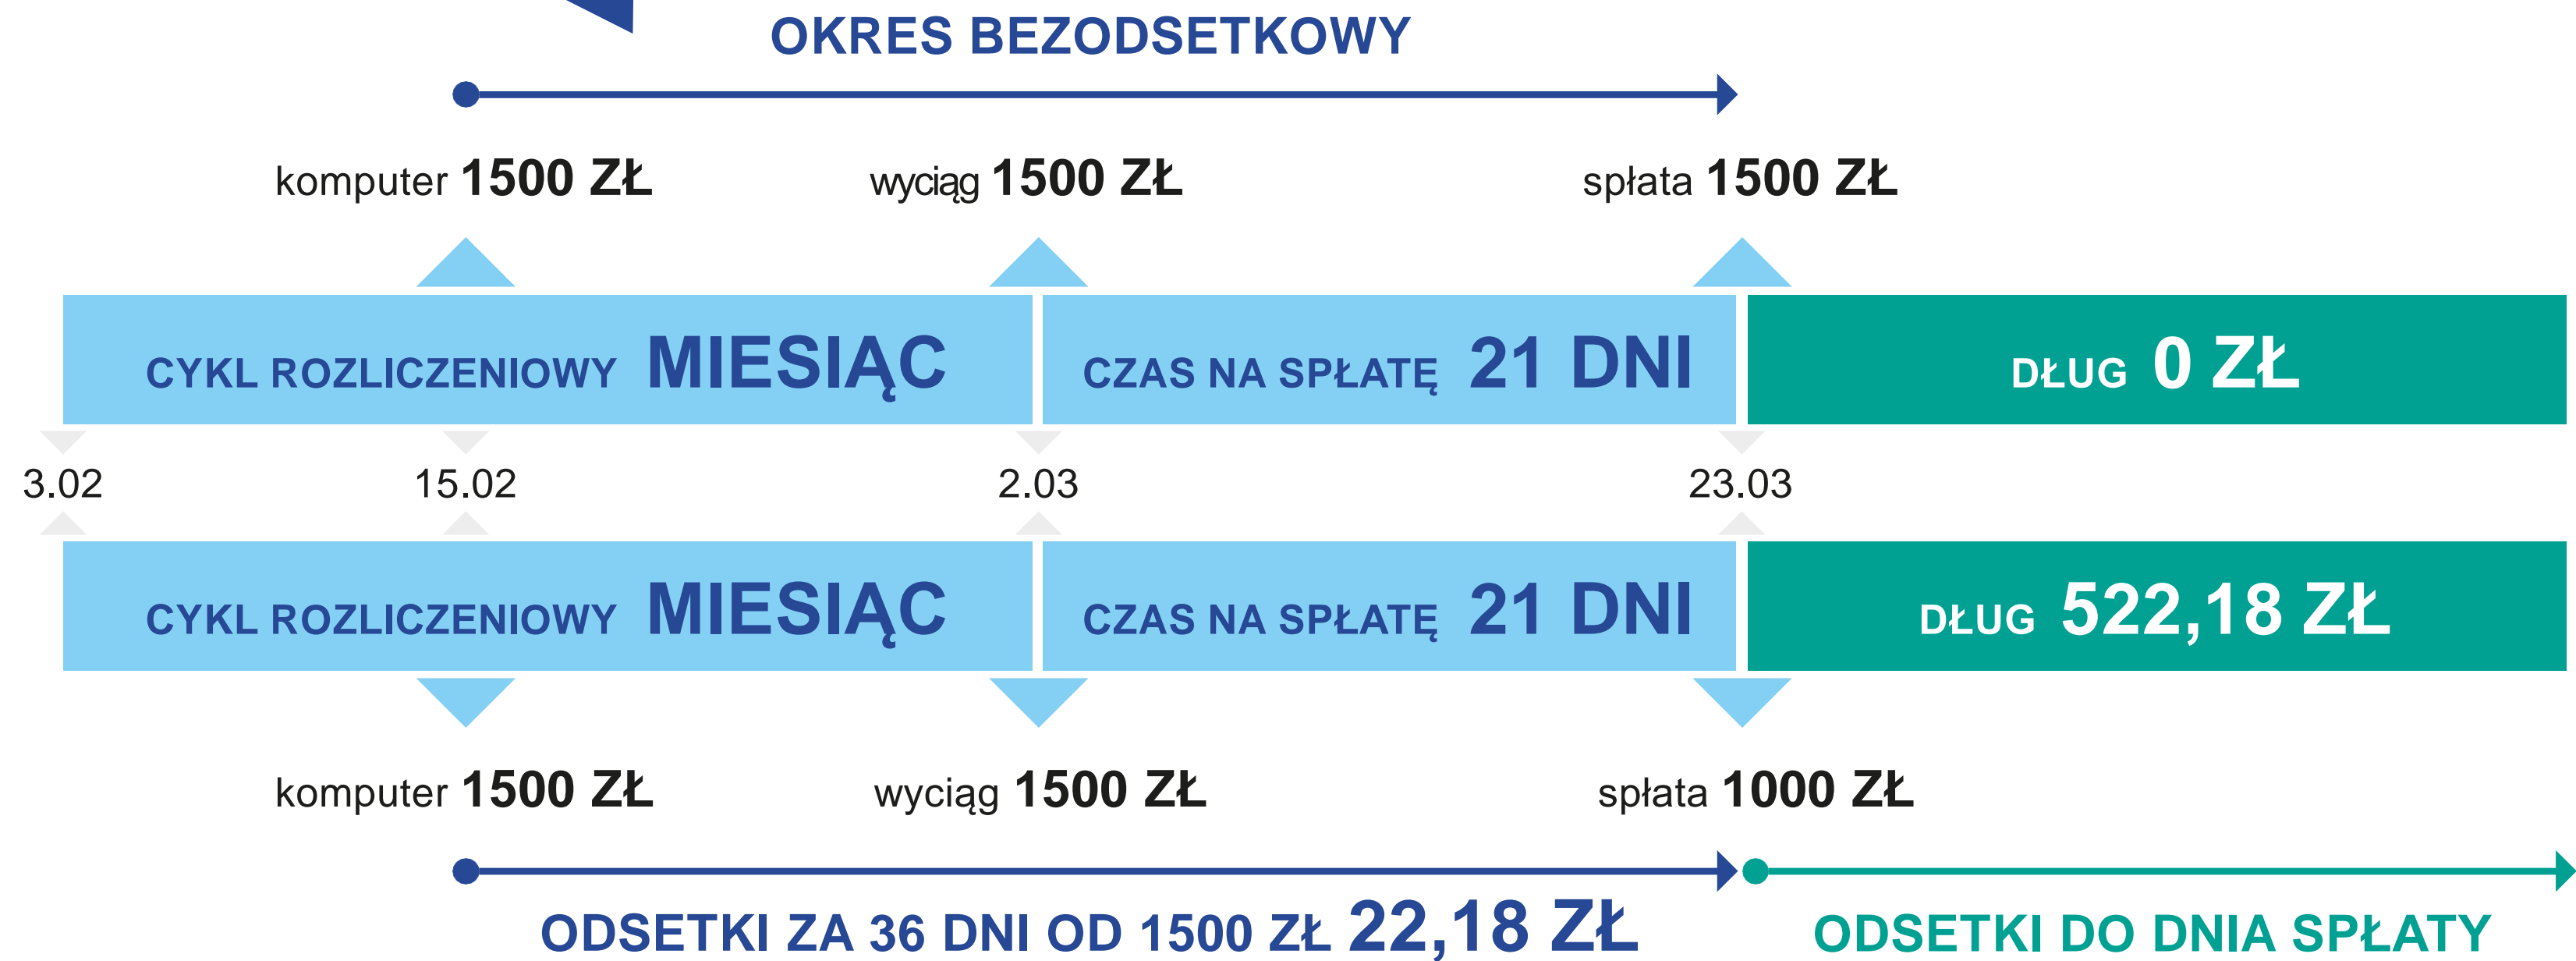 OKRES BEZODSETKOWY
komputer 1500 ZŁ wyciąg 1500 ZŁ spłata 1500 ZŁ
CYKL ROZLICZENIOWY MIESIĄC CZAS NA SPŁATĘ 21 DNI DŁUG 0 ZŁ
3.02 15.02 2.03 23.03
CYKL ROZLICZENIOWY MIESIĄC CZAS NA SPŁATĘ 21 DNI DŁUG 522,18 ZŁ
komputer 1500 ZŁ wyciąg 1500 ZŁ spłata 1000 ZŁ
ODSETKI ZA 36 DNI OD 1500 ZŁ 22,18 ZŁ ODSETKI DO DNIA SPŁATY